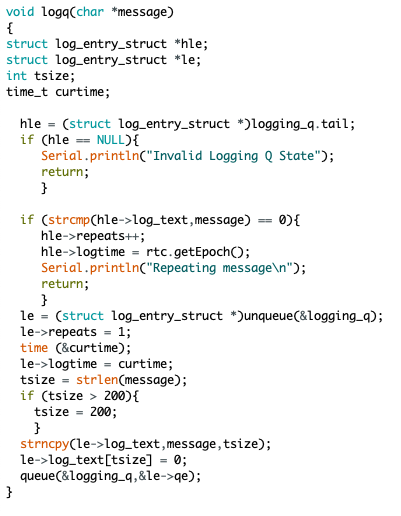 void logq(char *message)
{
struct log_entry_struct *hle;
struct log_entry_struct *le;
int tsize;
time_t curtime;

  hle = (struct log_entry_struct *)logging_q.tail;
  if (hle == NULL){
     Serial.println("Invalid Logging Q State");
     return;
     }

  if (strcmp(hle->log_text,message) == 0){
     hle->repeats++;
     hle->logtime = rtc.getEpoch();
     Serial.println("Repeating message\n");
     return;
     }
  le = (struct log_entry_struct *)unqueue(&logging_q);
  le->repeats = 1;
  time (&curtime);
  le->logtime = curtime;
  tsize = strlen(message);
  if (tsize > 200){
    tsize = 200;
    }
  strncpy(le->log_text,message,tsize);
  le->log_text[tsize] = 0;
  queue(&logging_q,&le->qe);
}